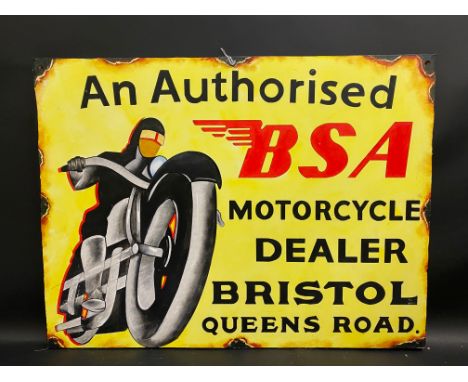 An Authorised
BSA
MOTORCYCLE
DEALER
BRISTOL
QUEENS ROAD.